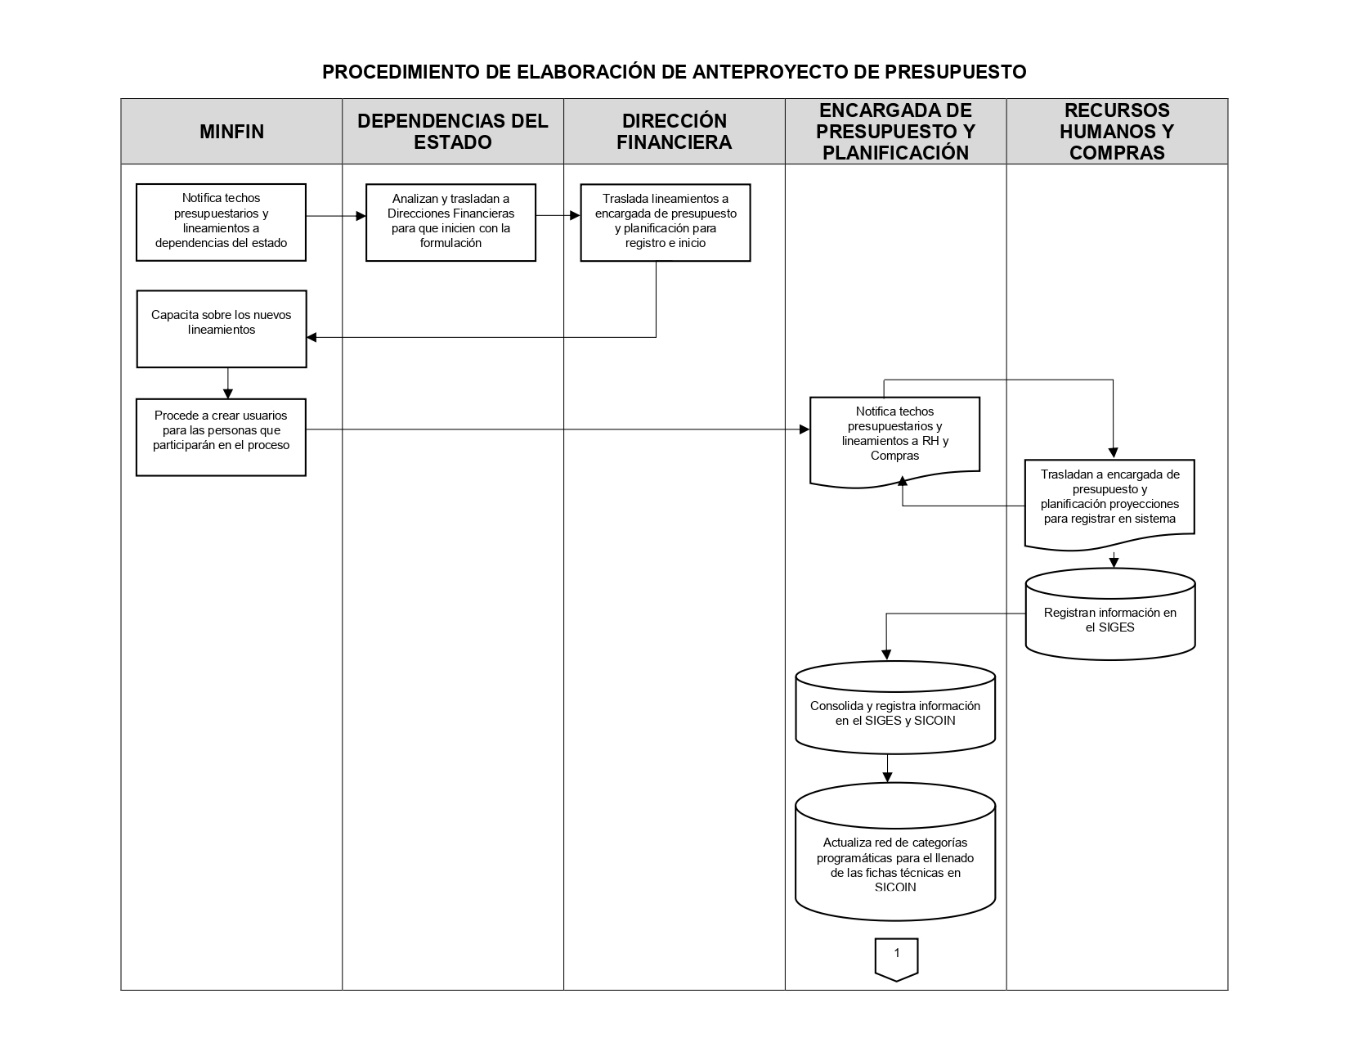 PROCEDIMIENTO DE ELABORACIÓN DE ANTEPROYECTO DE PRESUPUESTO
MINFIN
DEPENDENCIAS DEL
ESTADO
DIRECCIÓN
FINANCIERA
ENCARGADA DE
PRESUPUESTO Y
PLANIFICACIÓN
RECURSOS
HUMANOS Y
COMPRAS
Notifica techos
presupuestarios y
lineamientos a
dependencias del estado
Analizan y trasladan a
Direcciones Financieras
para que inicien con la
formulación
Traslada lineamientos a
encargada de presupuesto
y planificación para
registro e inicio
Capacita sobre los nuevos
lineamientos
Procede a crear usuarios
para las personas que
participarán en el proceso
Notifica techos
presupuestarios y
lineamientos a RH y
Compras
Trasladan a encargada de
presupuesto y
planificación proyecciones
para registrar en sistema
Registran información en
el SIGES
Consolida y registra información
en el SIGES y SICOIN
Actualiza red de categorías
programáticas para el llenado
de las fichas técnicas en
SICOIN
1